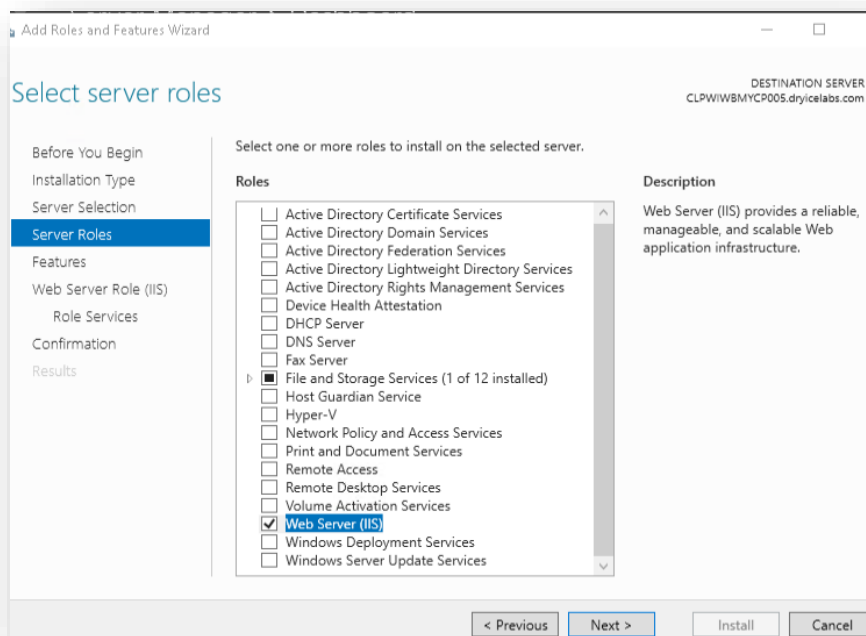 Add Roles and Features Wizard
Select server roles
DESTINATION SERVER
CLPWIWBMYCP005.dryicelabs.com
Before You Begin
Installation Type
Server Selection
Server Roles
Features
Web Server Role (IIS)
Role Services
Confirmation
Results
Select one or more roles to install on the selected server.
Roles
Active Directory Certificate Services
Active Directory Domain Services
Active Directory Federation Services
Active Directory Lightweight Directory Services
Active Directory Rights Management Services
Device Health Attestation
DHCP Server
DNS Server
Fax Server
File and Storage Services (1 of 12 installed)
Host Guardian Service
Hyper-V
Network Policy and Access Services
Print and Document Services
Remote Access
Remote Desktop Services
Volume Activation Services
Web Server (IIS)
Windows Deployment Services
Windows Server Update Services
Description
Web Server (IIS) provides a reliable,
manageable, and scalable Web
application infrastructure.
< Previous
Next >
Install
Cancel